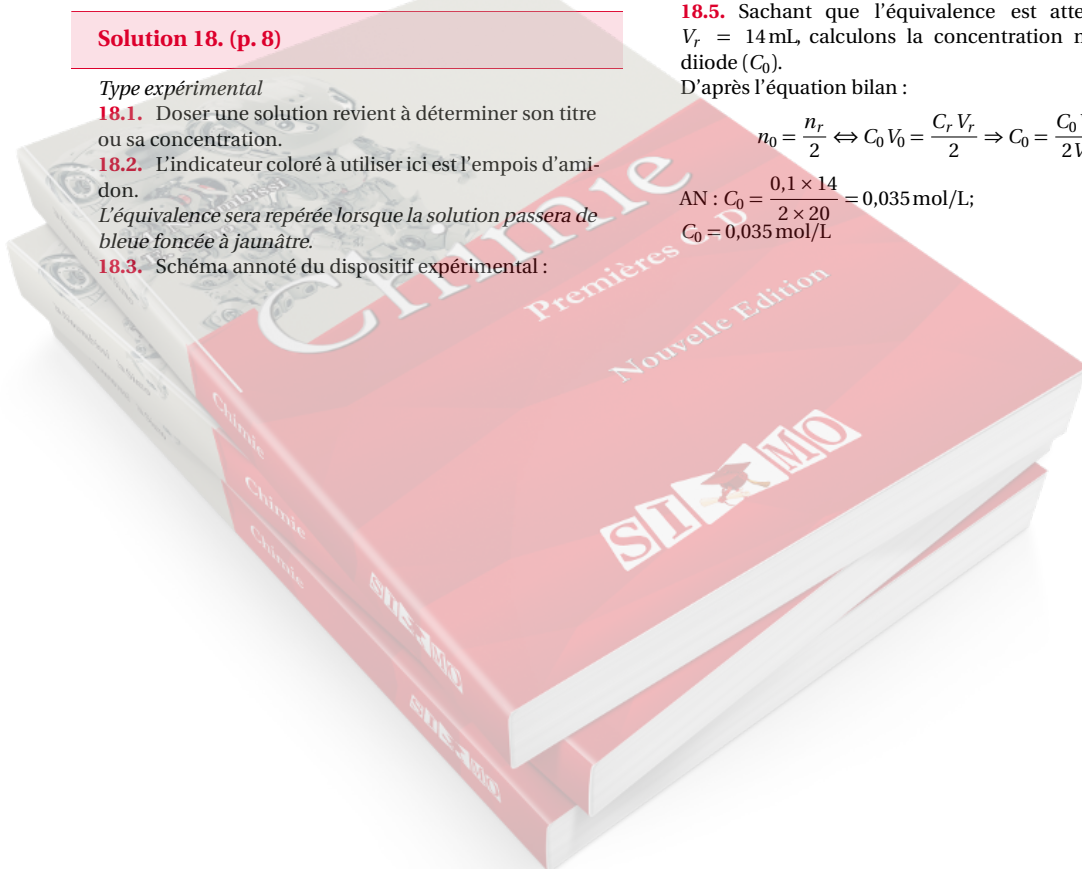 Solution 18. (p. 8)
Type expérimental
18.1. Doser une solution revient à déterminer son titre
ou sa concentration.
18.2. L'indicateur coloré à utiliser ici est l'empois d'ami-
don.
L'équivalence sera repérée lorsque la solution passera de
bleue foncée à jaunâtre.
18.3. Schéma annoté du dispositif expérimental :
18.5. Sachant que l'équivalence est atte
V_r = 14 mL, calculons la concentration
diiode (C_0).
D'après l'équation bilan :
n_0 = n_r / 2 ⇔ C_0 V_0 = C_r V_r / 2 ⇒ C_0 = C_0
AN : C_0 = 0,1 × 14 / 2 × 20 = 0,035 mol/L;
C_0 = 0,035 mol/L
Chimie
Premières C, D
Nouvelle Edition
SIMO
Chimie
Chimie
Chimie
SIMO
SIMO